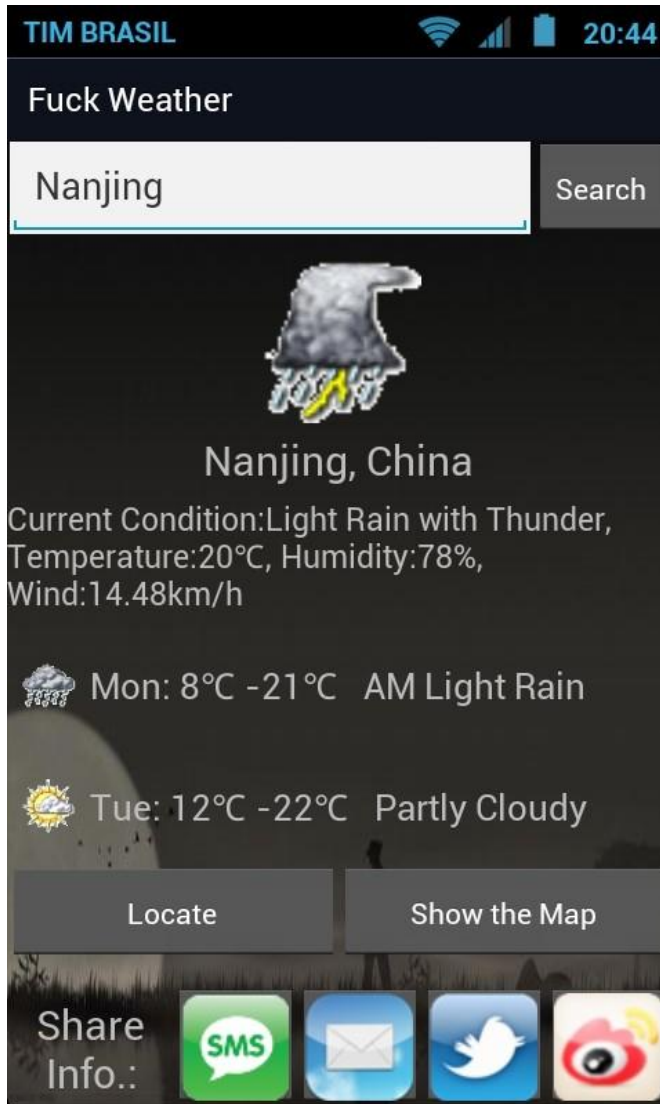 TIM BRASIL 20:44
Fuck Weather
Nanjing Search
Nanjing, China
Current Condition:Light Rain with Thunder,
Temperature:20℃, Humidity:78%,
Wind:14.48km/h
Mon: 8℃ -21℃ AM Light Rain
Tue: 12℃ -22℃ Partly Cloudy
Locate Show the Map
Share
Info.:
SMS